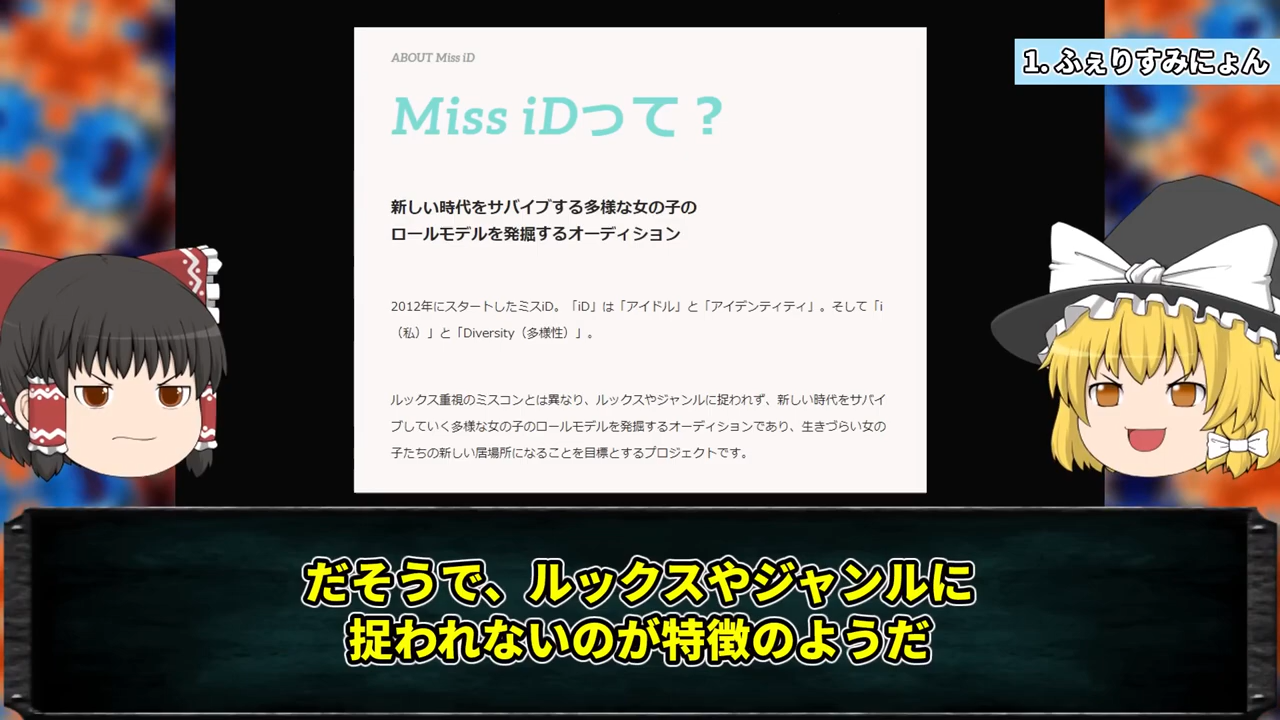 ABOUT Miss iD
1. ふぇりすみにょん
Miss iDって？
新しい時代をサバイブする多様な女の子の
ロールモデルを発掘するオーディション
2012年にスタートしたミスiD。「iD」は「アイドル」と「アイデンティティ」。そして「i
（私）」と「Diversity（多様性）」。
ルックス重視のミスコンとは異なり、ルックスやジャンルに捉われず、新しい時代をサバイ
ブしていく多様な女の子のロールモデルを発掘するオーディションであり、生きづらい女の
子たちの新しい居場所になることを目標とするプロジェクトです。
だそうで、ルックスやジャンルに
捉われないのが特徴のようだ